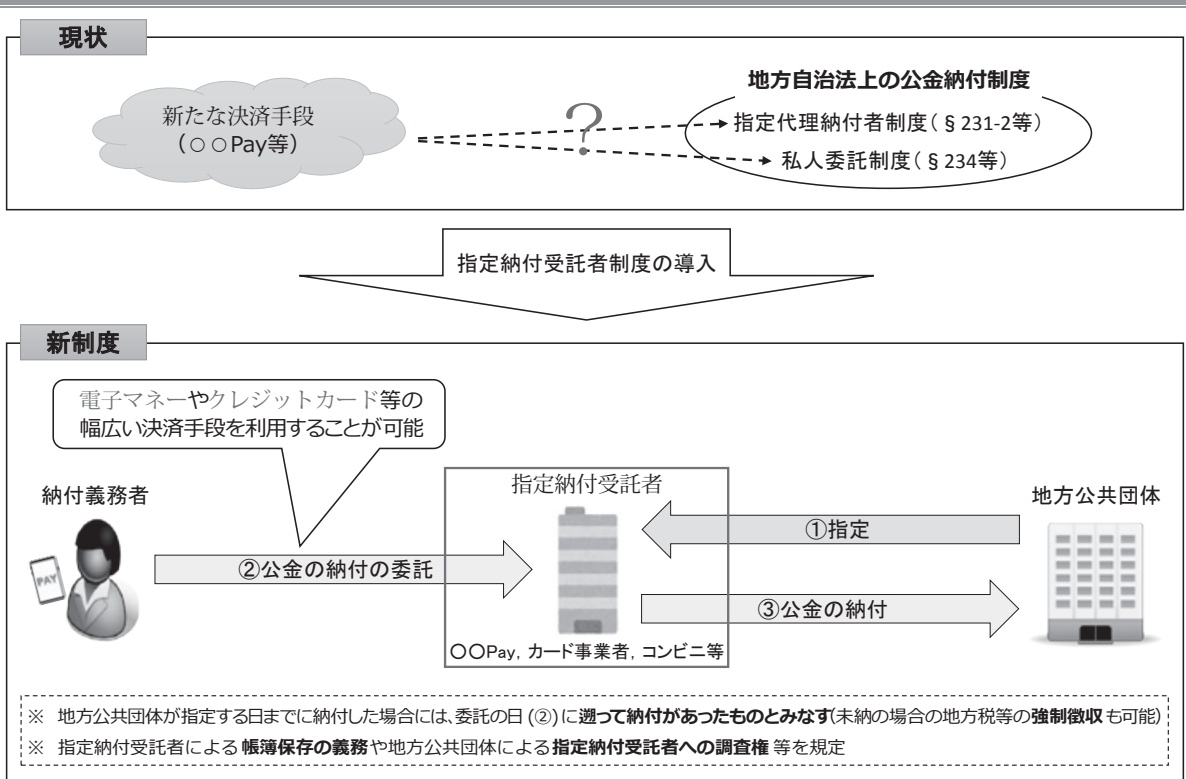 現状
地方自治法上の公金納付制度
新たな決済手段
(○○Pay等)
?
指定代理納付者制度(§231-2等)
私人委託制度(§234等)
指定納付受託者制度の導入
新制度
電子マネーやクレジットカード等の
幅広い決済手段を利用することが可能
納付義務者
指定納付受託者
地方公共団体
①指定
PAY
②公金の納付の委託
③公金の納付
○○Pay, カード事業者, コンビニ等
※ 地方公共団体が指定する日までに納付した場合には、委託の日(②)に遡って納付があったものとみなす(未納の場合の地方税等の強制徴収も可能)
※ 指定納付受託者による帳簿保存の義務や地方公共団体による指定納付受託者への調査権等を規定